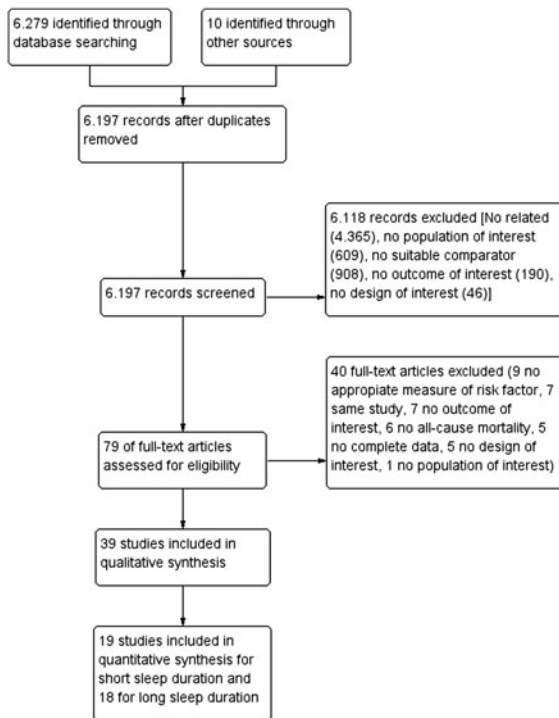 6.279 identified through
database searching
10 identified through
other sources
6.197 records after duplicates
removed
6.118 records excluded [No related
(4.365), no population of interest
(609), no suitable comparator
(908), no outcome of interest (190),
no design of interest (46)]
6.197 records screened
40 full-text articles excluded (9 no
appropiate measure of risk factor, 7
same study, 7 no outcome of
interest, 6 no all-cause mortality, 5
no complete data, 5 no design of
interest, 1 no population of interest)
79 of full-text articles
assessed for eligibility
39 studies included in
qualitative synthesis
19 studies included in
quantitative synthesis for
short sleep duration and
18 for long sleep duration